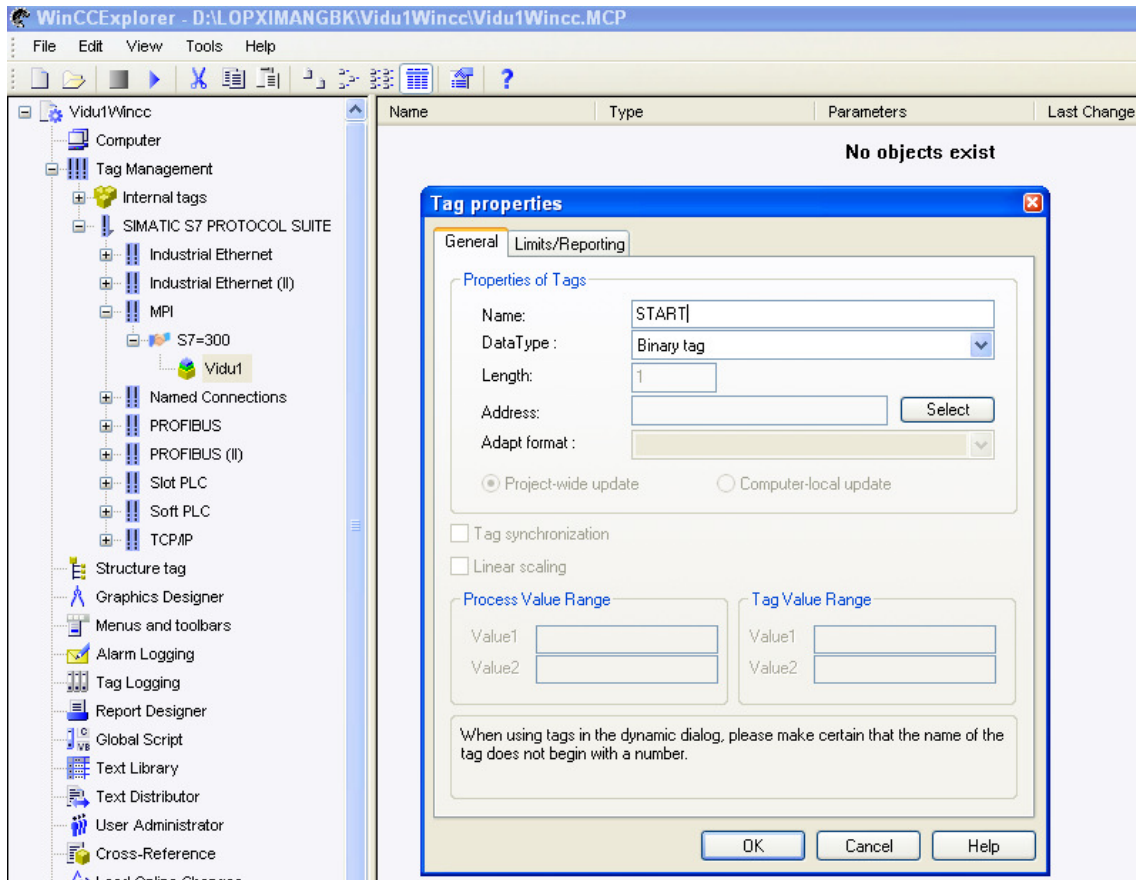 WinCCExplorer - D:\LOPXIMANGBK\Vidu1Wincc\Vidu1Wincc.MCP
File Edit View Tools Help
Vidu1Wincc
Computer
Tag Management
Internal tags
SIMATIC S7 PROTOCOL SUITE
Industrial Ethernet
Industrial Ethernet (II)
MPI
S7=300
Vidu1
Named Connections
PROFIBUS
PROFIBUS (II)
Slot PLC
Soft PLC
TCP/IP
Structure tag
Graphics Designer
Menus and toolbars
Alarm Logging
Tag Logging
Report Designer
Global Script
Text Library
Text Distributor
User Administrator
Cross-Reference
Load Online Changes
Name Type Parameters Last Change
No objects exist
Tag properties
General Limits/Reporting
Properties of Tags
Name: START
DataType : Binary tag
Length: 1
Address: Select
Adapt format :
Project-wide update Computer-local update
Tag synchronization
Linear scaling
Process Value Range Tag Value Range
Value1 Value1
Value2 Value2
When using tags in the dynamic dialog, please make certain that the name of the
tag does not begin with a number.
OK Cancel Help